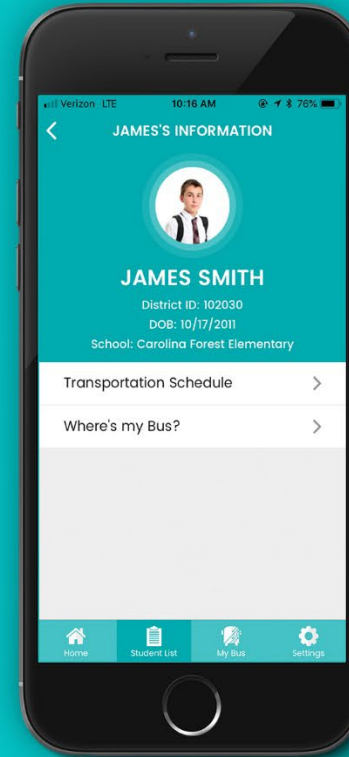 Verizon LTE 10:16 AM 76%
JAMES'S INFORMATION
JAMES SMITH
District ID: 102030
DOB: 10/17/2011
School: Carolina Forest Elementary
Transportation Schedule
Where's my Bus?
Home Student List My Bus Settings